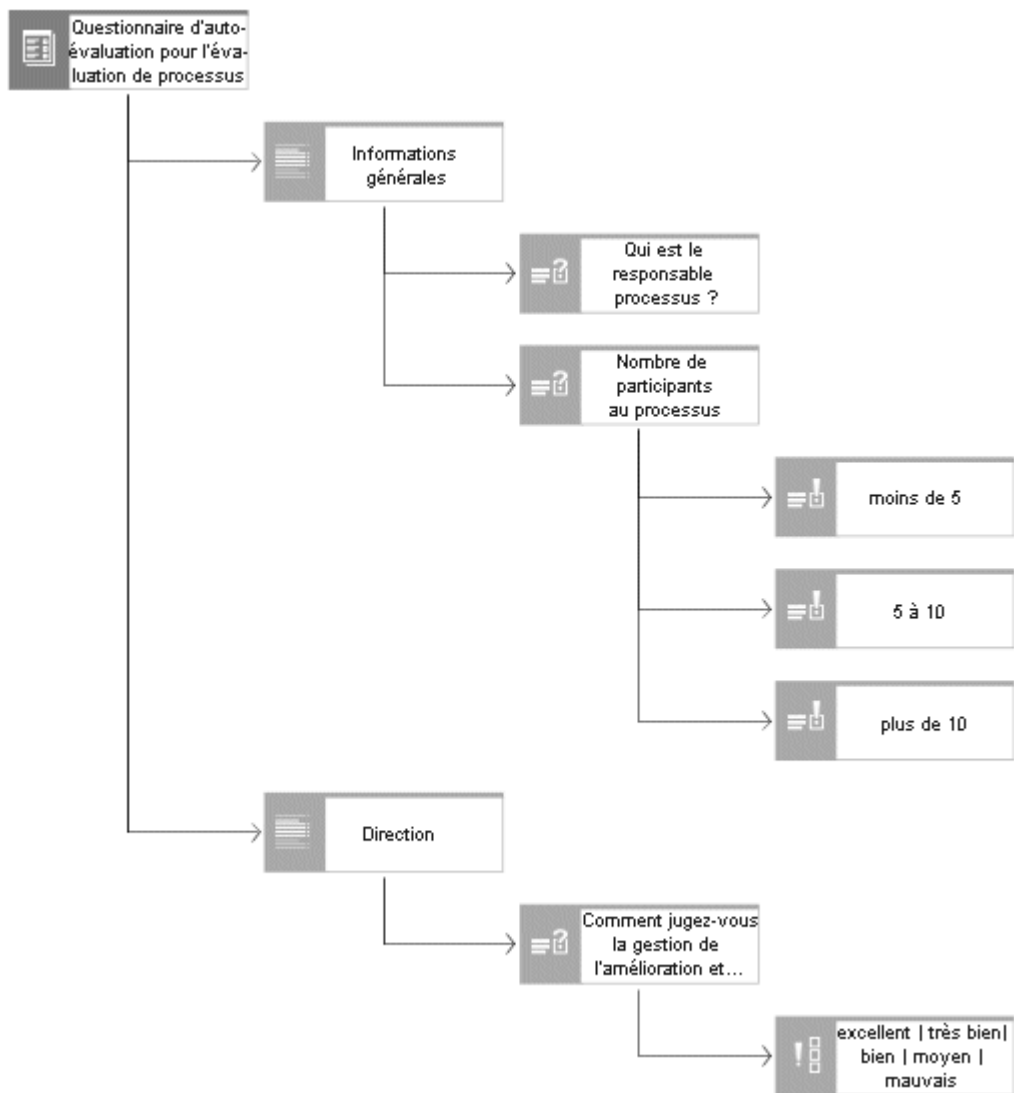 Questionnaire d'auto-
évaluation pour l'éva-
luation de processus
Informations
générales
Qui est le
responsable
processus ?
Nombre de
participants
au processus
moins de 5
5 à 10
plus de 10
Direction
Comment jugez-vous
la gestion de
l'amélioration et...
excellent | très bien|
bien | moyen |
mauvais